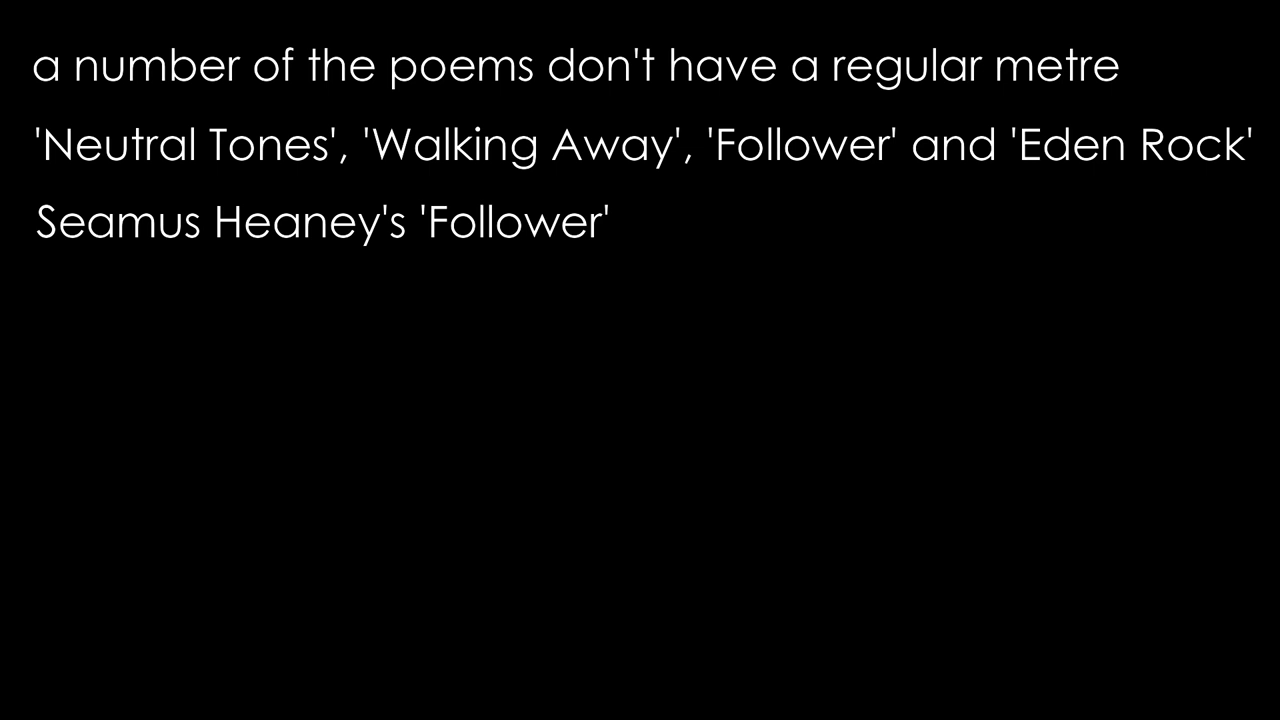 a number of the poems don't have a regular metre
'Neutral Tones', 'Walking Away', 'Follower' and 'Eden Rock'
Seamus Heaney's 'Follower'